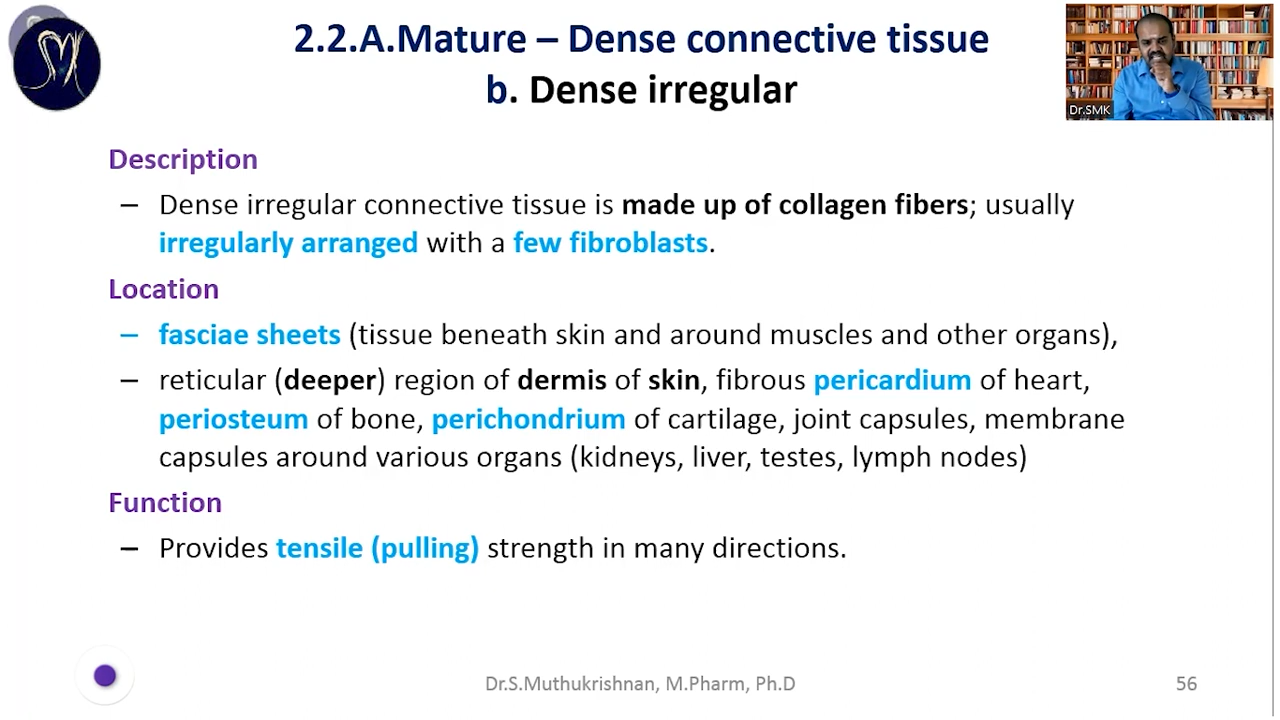 2.2.A.Mature – Dense connective tissue
b. Dense irregular
Dr.SMK
Description
– Dense irregular connective tissue is made up of collagen fibers; usually
irregularly arranged with a few fibroblasts.
Location
– fasciae sheets (tissue beneath skin and around muscles and other organs),
– reticular (deeper) region of dermis of skin, fibrous pericardium of heart,
periosteum of bone, perichondrium of cartilage, joint capsules, membrane
capsules around various organs (kidneys, liver, testes, lymph nodes)
Function
– Provides tensile (pulling) strength in many directions.
Dr.S.Muthukrishnan, M.Pharm, Ph.D
56